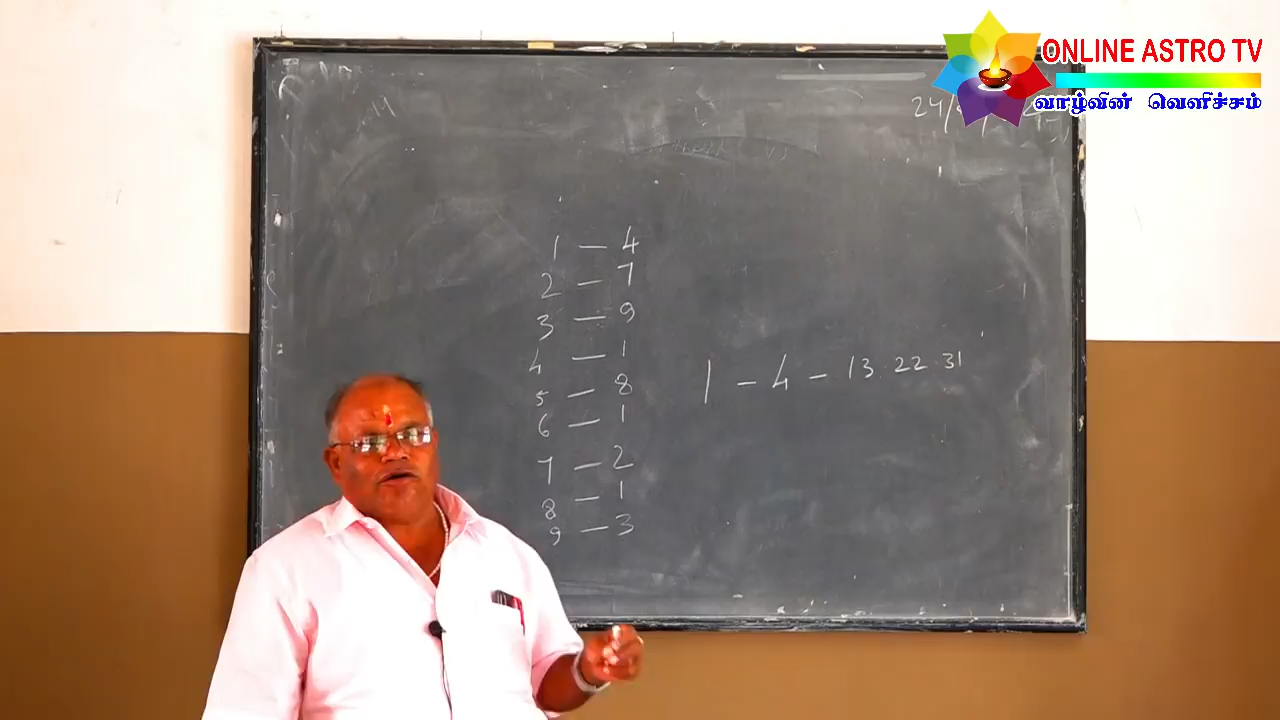 ONLINE ASTRO TV
வாழ்வின் வெளிச்சம்
24/
1 – 4
2 – 7
3 – 9
4 – 1
5 – 8
6 – 1
7 – 2
8 – 1
9 – 3
1 – 4 – 13. 22. 31